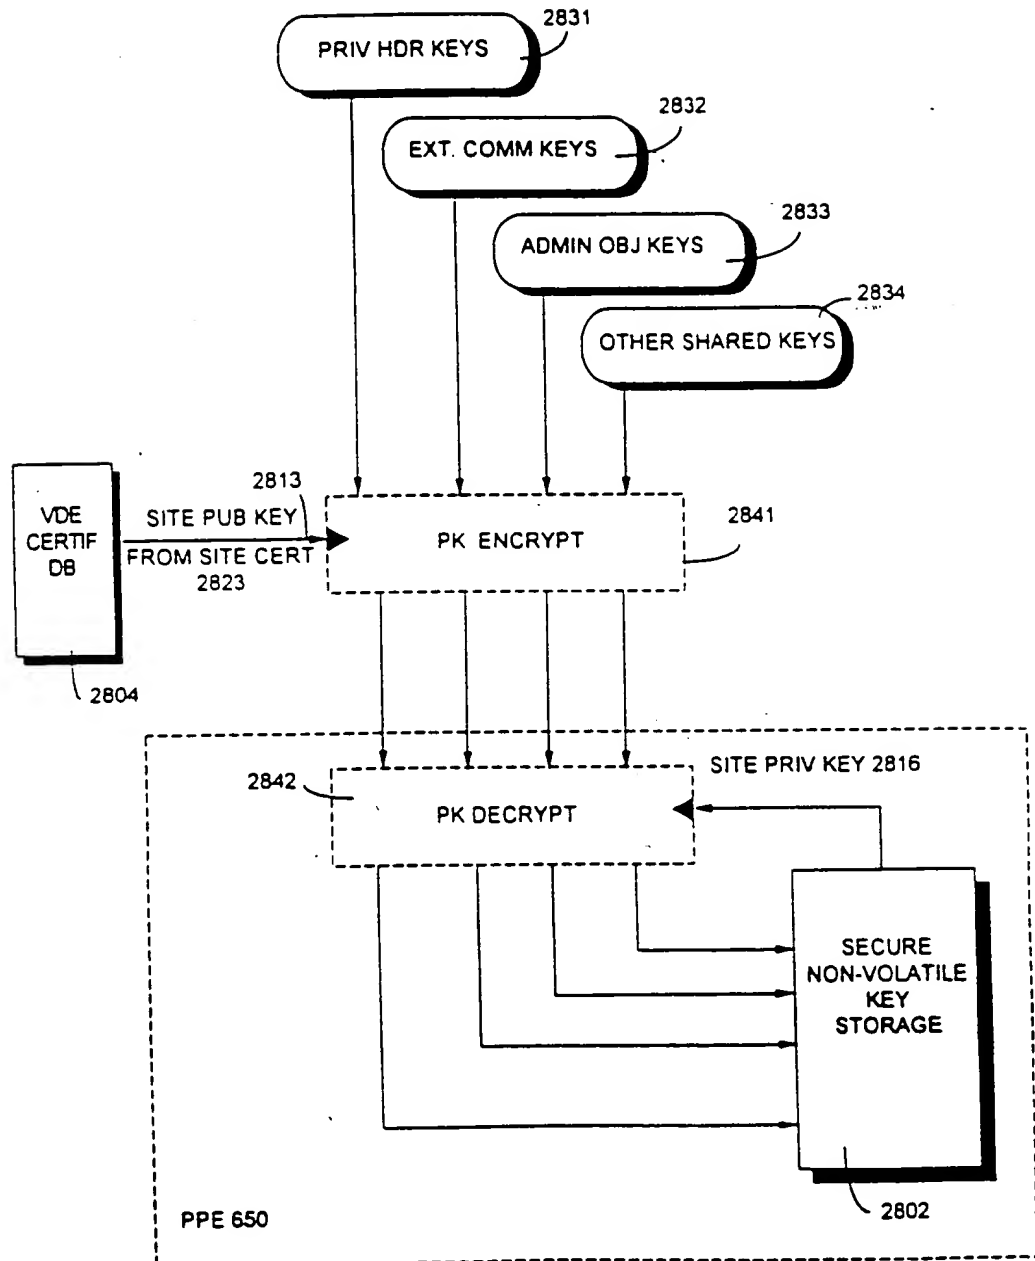 2831
PRIV HDR KEYS
2832
EXT. COMM KEYS
2833
ADMIN OBJ KEYS
2834
OTHER SHARED KEYS
2813
VDE
CERTIF
DB
SITE PUB KEY
FROM SITE CERT
2823
PK ENCRYPT
2841
2804
2842
SITE PRIV KEY 2816
PK DECRYPT
SECURE
NON-VOLATILE
KEY
STORAGE
2802
PPE 650